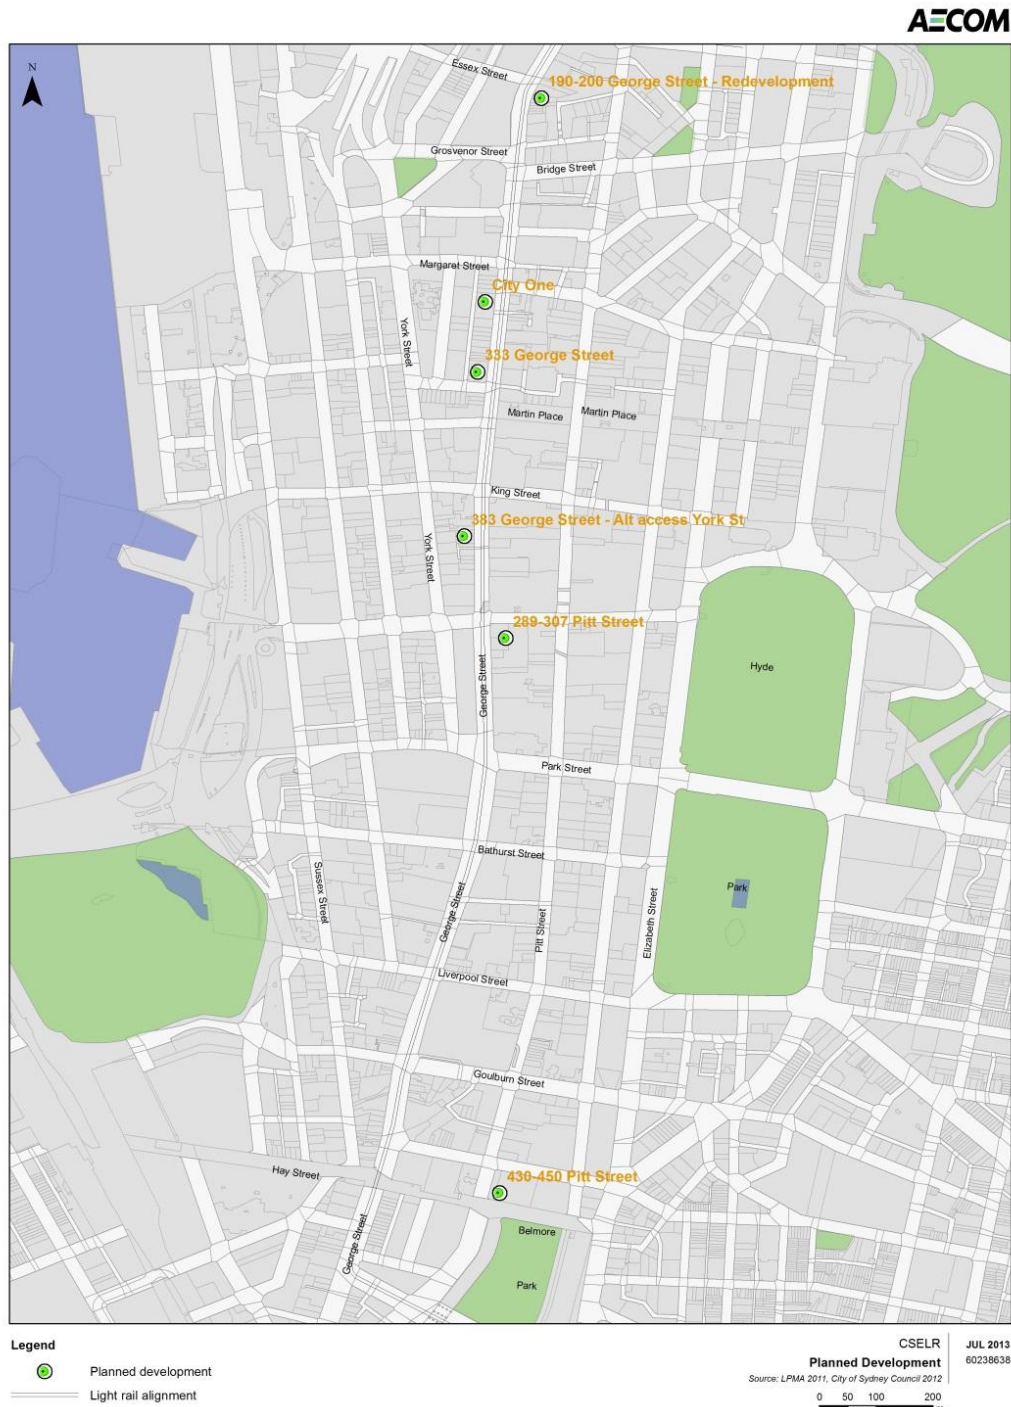 AECOM
N
Essex Street
190-200 George Street - Redevelopment
Grosvenor Street
Bridge Street
Margaret Street
City One
York Street
333 George Street
Martin Place
Martin Place
King Street
383 George Street - Alt access York St
York Street
289-307 Pitt Street
Hyde
George Street
Park Street
Bathurst Street
Sussex Street
Park
George Street
Pitt Street
Elizabeth Street
Liverpool Street
Goulburn Street
Hay Street
430-450 Pitt Street
Belmore
George Street
Park
Legend
Planned development
Light rail alignment
CSELR
JUL 2013
Planned Development
60238638
Source: LPMA 2011, City of Sydney Council 2012
0 50 100 200